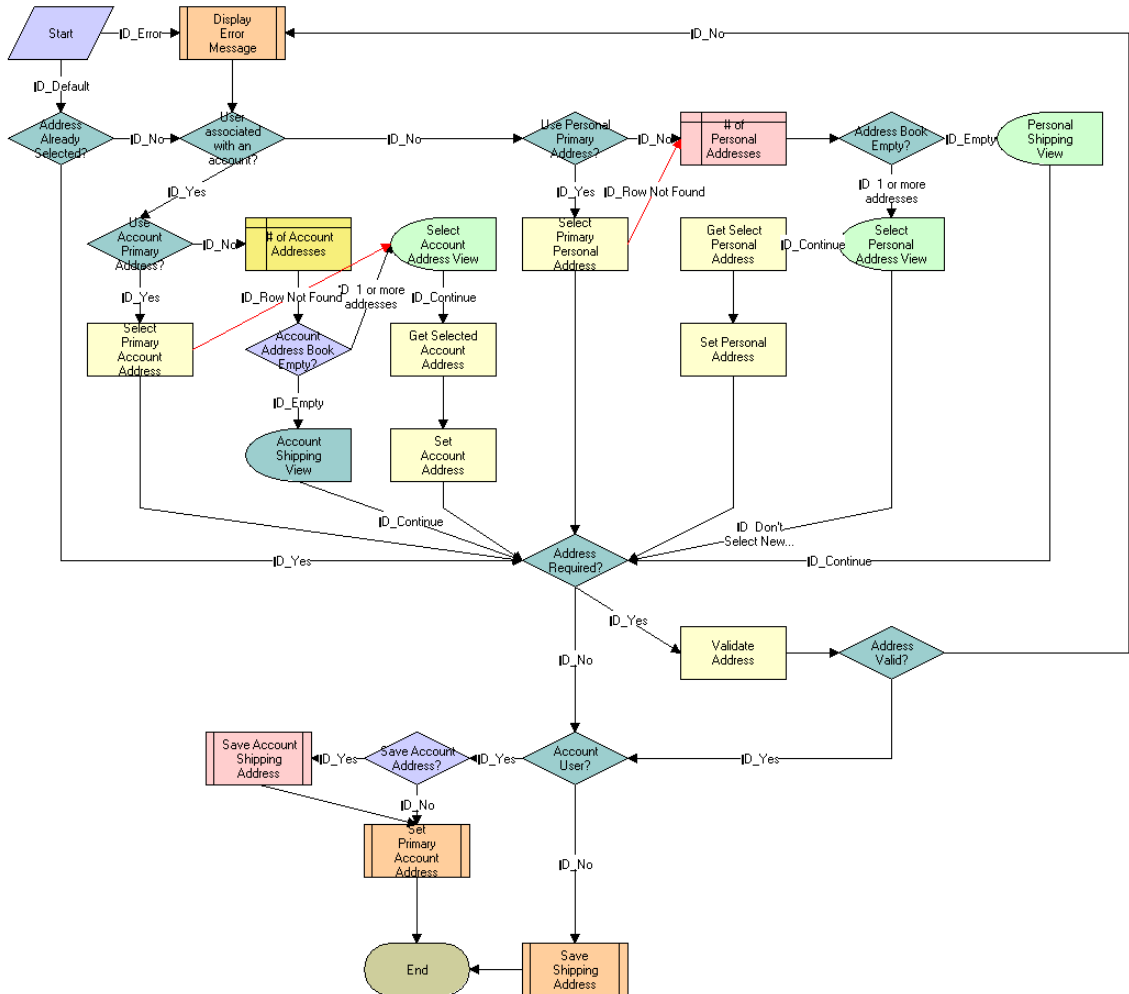 Start
ID_Error
Display
Error
Message
ID_No
ID_Default
Address
Already
Selected?
ID_No
User
associated
with an
account?
ID_No
Use Personal
Primary
Address?
ID_No
# of
Personal
Addresses
Address Book
Empty?
ID_Empty
Personal
Shipping
View
ID_Yes
ID_Yes
ID_Row Not Found
ID_1 or more
addresses
Use
Account
Primary
Address?
ID_No
# of Account
Addresses
Select
Account
Address View
Select
Primary
Personal
Address
Get Select
Personal
Address
ID_Continue
Select
Personal
Address View
ID_Yes
ID_Row Not Found
ID_1 or more
addresses
ID_Continue
Select
Primary
Account
Address
Account
Address Book
Empty?
Get Selected
Account
Address
Set Personal
Address
ID_Empty
Account
Shipping
View
Set
Account
Address
ID_Continue
ID_Don't
Select New...
ID_Yes
Address
Required?
ID_Continue
ID_Yes
Validate
Address
Address
Valid?
ID_No
Save Account
Shipping
Address
ID_Yes
Save Account
Address?
ID_Yes
Account
User?
ID_Yes
ID_No
Set
Primary
Account
Address
ID_No
End
Save
Shipping
Address